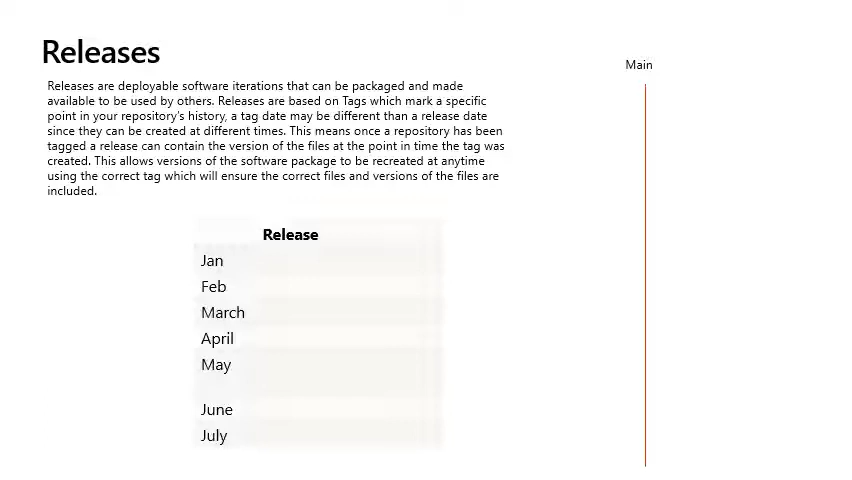 Releases
Main
Releases are deployable software iterations that can be packaged and made
available to be used by others. Releases are based on Tags which mark a specific
point in your repository's history, a tag date may be different than a release date
since they can be created at different times. This means once a repository has been
tagged a release can contain the version of the files at the point in time the tag was
created. This allows versions of the software package to be recreated at anytime
using the correct tag which will ensure the correct files and versions of the files are
included.
Release
Jan
Feb
March
April
May
June
July